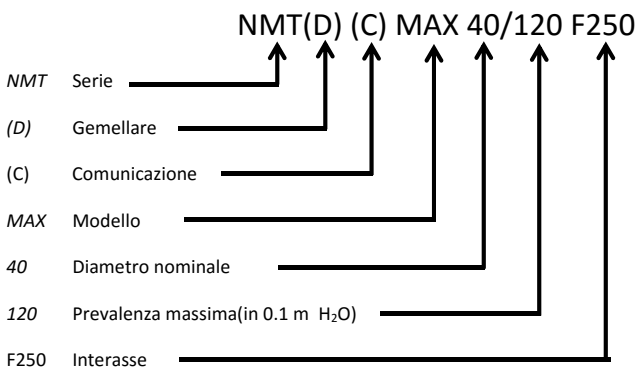 NMT(D) (C) MAX 40/120 F250
NMT Serie
(D) Gemellare
(C) Comunicazione
MAX Modello
40 Diametro nominale
120 Prevalenza massima(in 0.1 m H₂O)
F250 Interasse